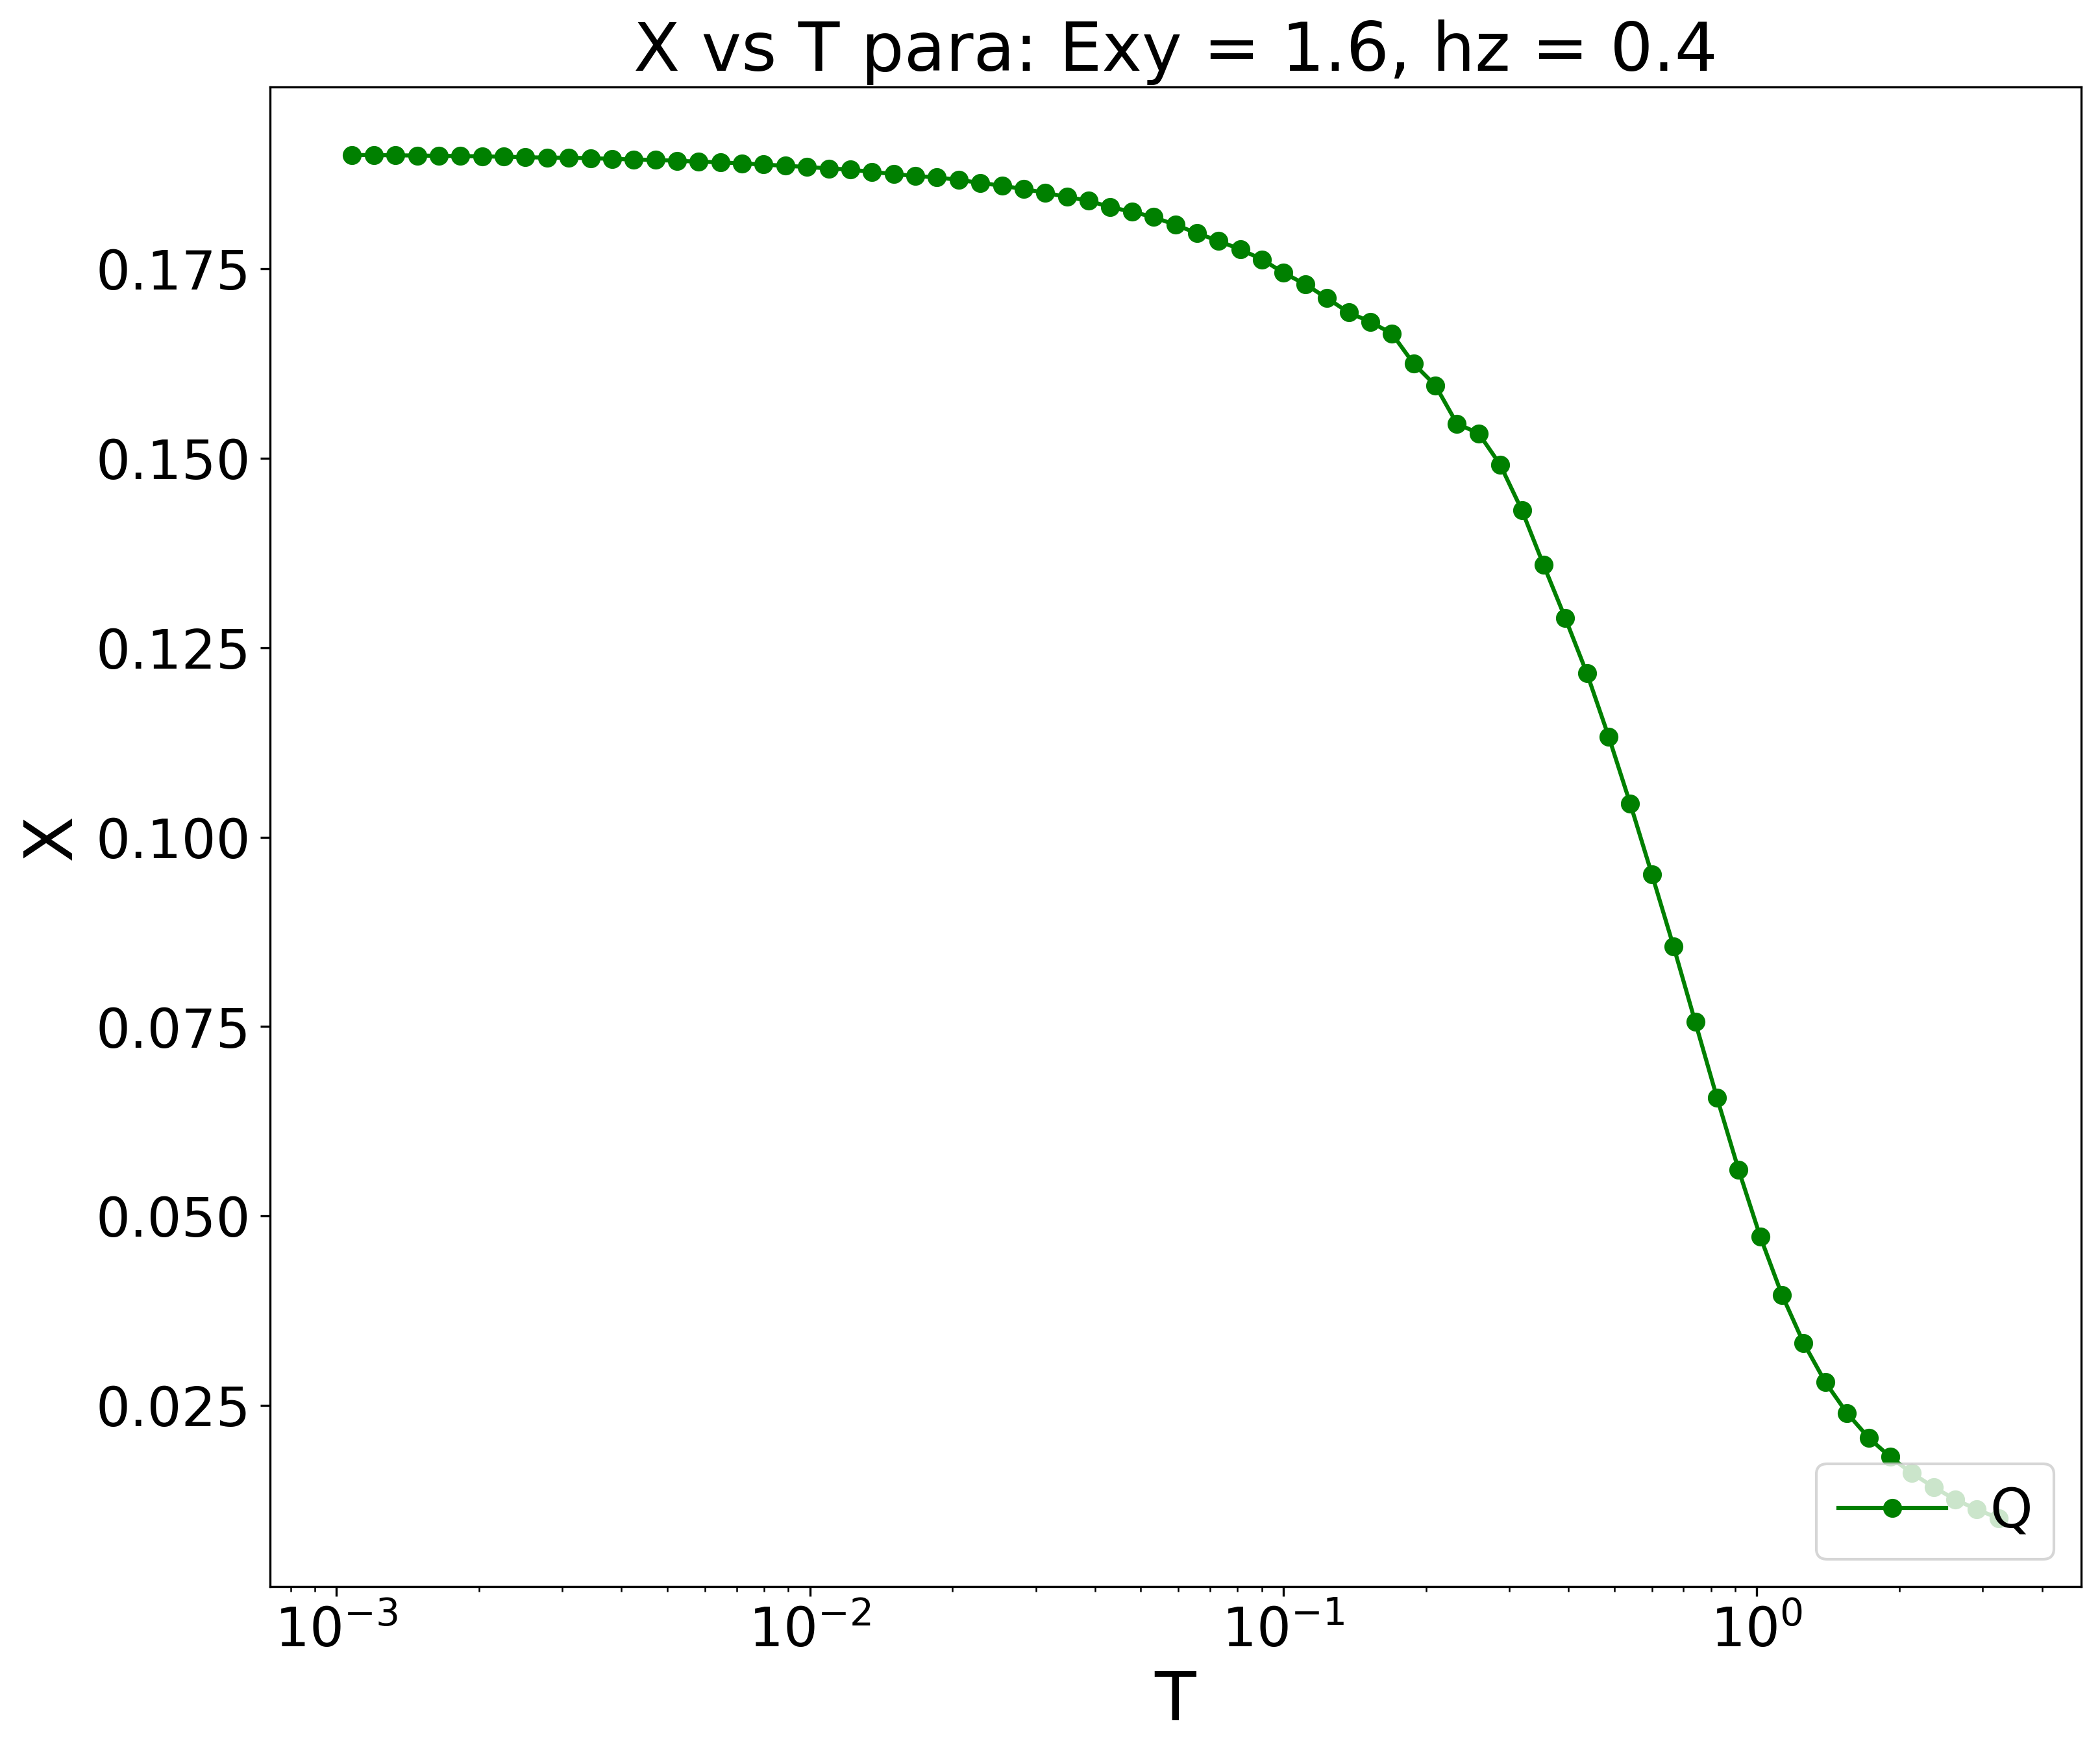 X vs T para: Exy = 1.6, hz = 0.4
X
0.175
0.150
0.125
0.100
0.075
0.050
0.025
Q
10⁻³ 10⁻² 10⁻¹ 10⁰
T